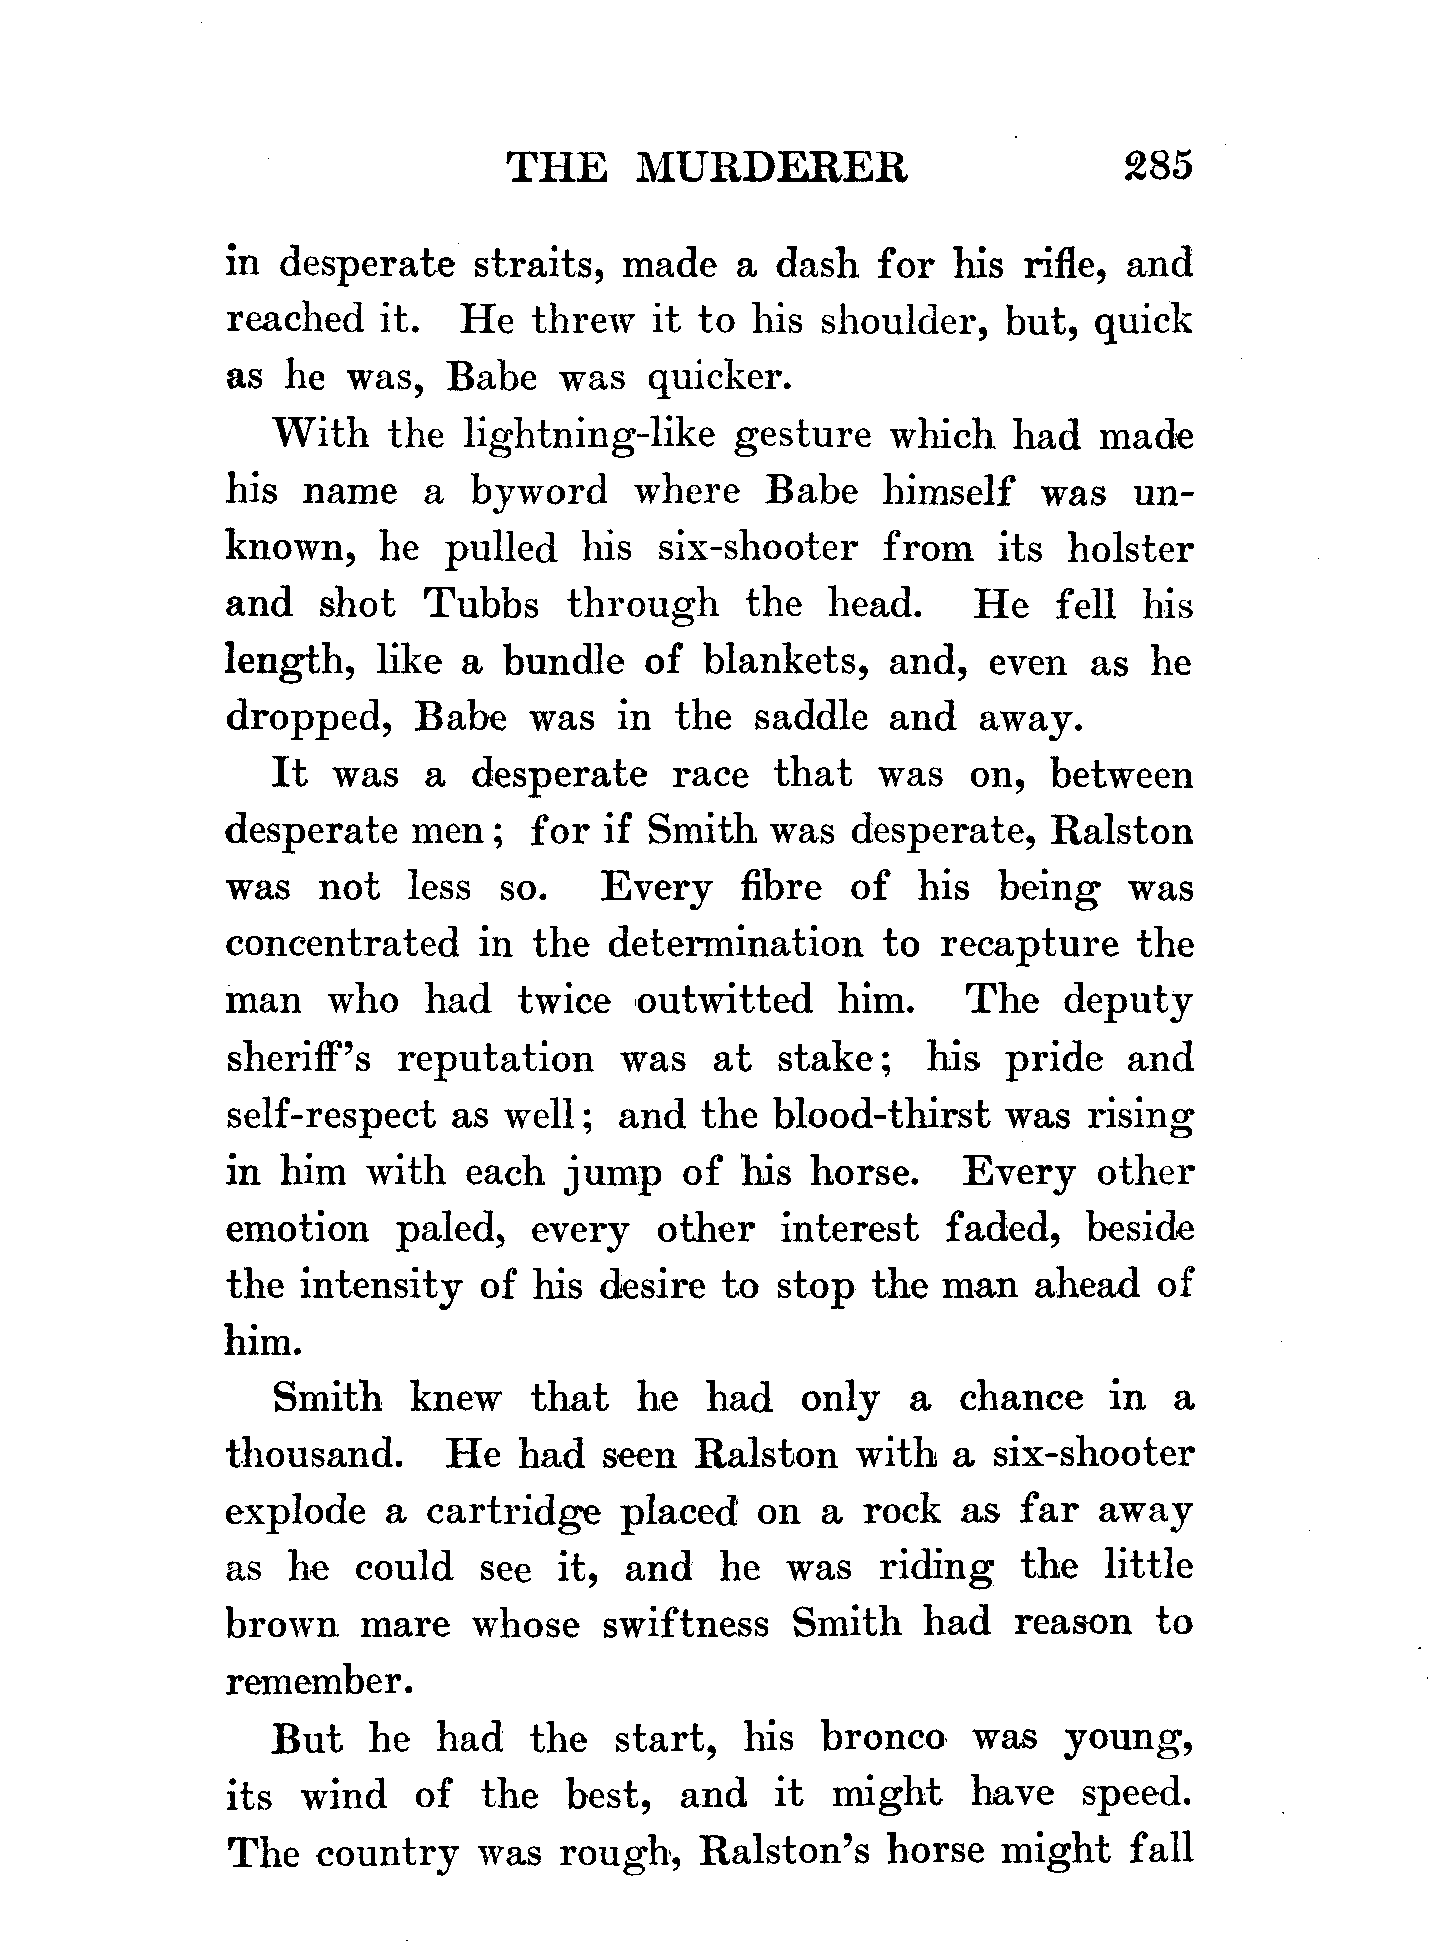 THE MURDERER 285
in desperate straits, made a dash for his rifle, and
reached it. He threw it to his shoulder, but, quick
as he was, Babe was quicker.
With the lightning-like gesture which had made
his name a byword where Babe himself was un-
known, he pulled his six-shooter from its holster
and shot Tubbs through the head. He fell his
length, like a bundle of blankets, and, even as he
dropped, Babe was in the saddle and away.
It was a desperate race that was on, between
desperate men; for if Smith was desperate, Ralston
was not less so. Every fibre of his being was
concentrated in the determination to recapture the
man who had twice outwitted him. The deputy
sheriff's reputation was at stake; his pride and
self-respect as well; and the blood-thirst was rising
in him with each jump of his horse. Every other
emotion paled, every other interest faded, beside
the intensity of his desire to stop the man ahead of
him.
Smith knew that he had only a chance in a
thousand. He had seen Ralston with a six-shooter
explode a cartridge placed on a rock as far away
as he could see it, and he was riding the little
brown mare whose swiftness Smith had reason to
remember.
But he had the start, his bronco was young,
its wind of the best, and it might have speed.
The country was rough, Ralston's horse might fall